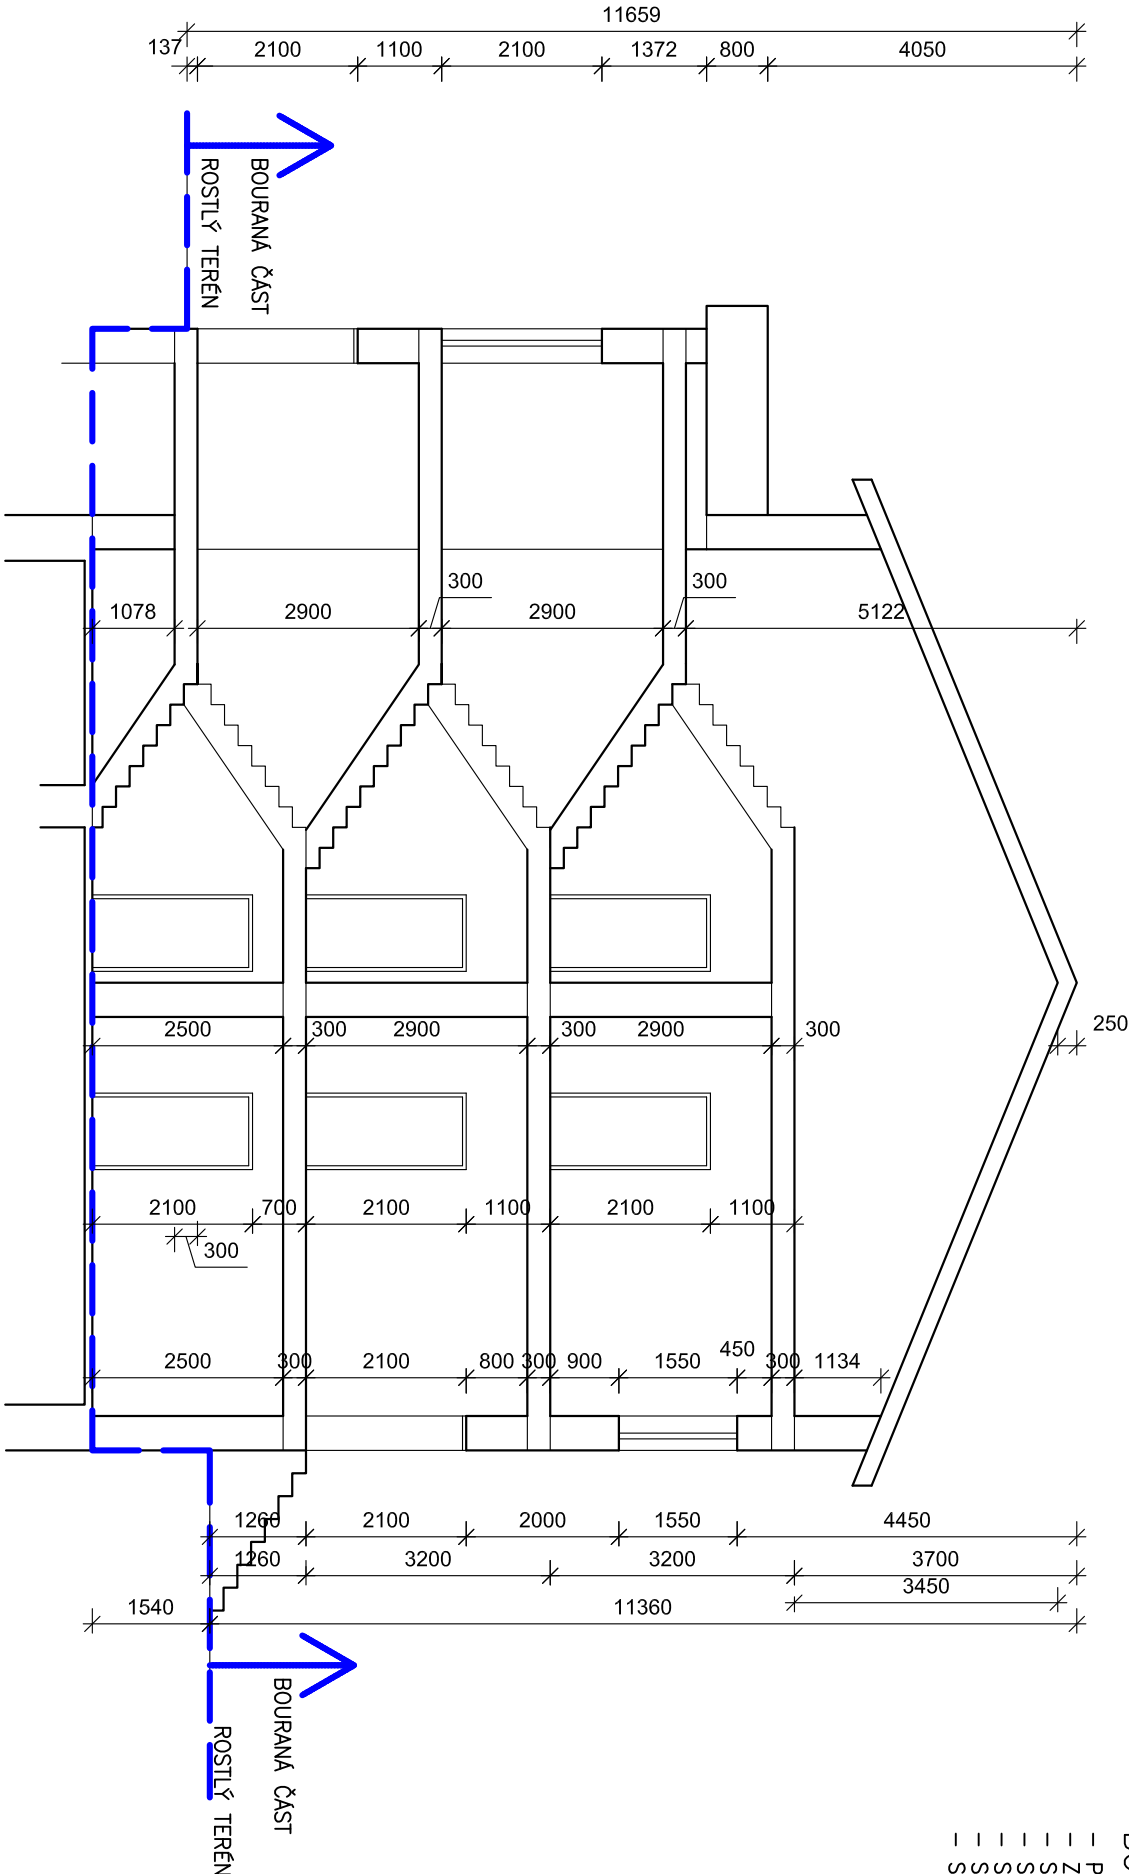 11659
137 2100 1100 2100 1372 800 4050
BOURANÁ ČÁST
ROSTLÝ TERÉN
300 300
1078 2900 2900 5122
2500 300 2900 300 2900 300 250
2100 700 2100 1100 2100 1100
300
2500 300 2100 800 300 900 1550 450 300 1134
1260 2100 2000 1550 4450
1260 3200 3200 3700
3450
1540 11360
BOURANÁ ČÁST
ROSTLÝ TERÉN
- P
- Z
- S
- S
- S
- S
- S